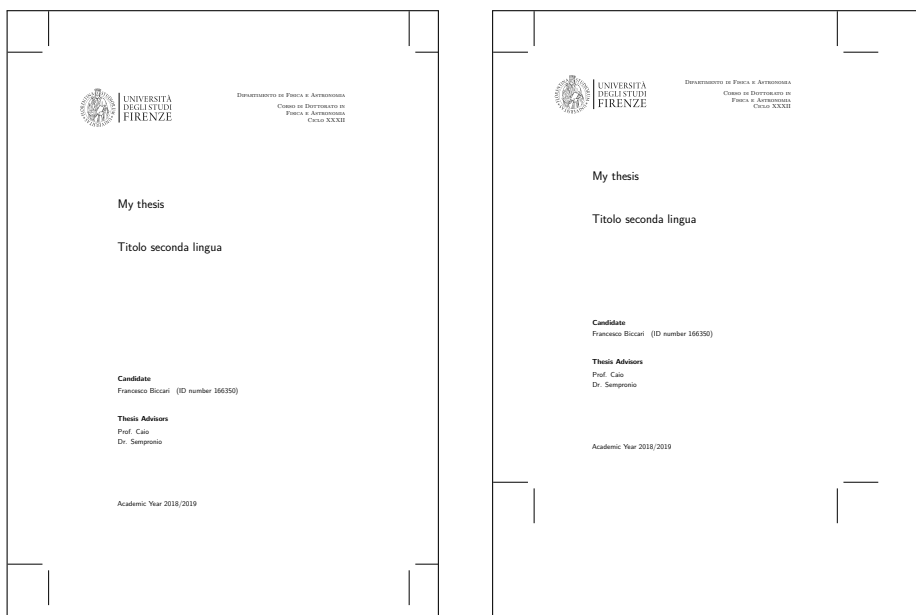 UNIVERSITÀ
DEGLI STUDI
FIRENZE
Dipartimento di Fisica e Astronomia
Corso di Dottorato in
Fisica e Astronomia
Ciclo XXXII
My thesis
Titolo seconda lingua
Candidate
Francesco Biccari (ID number 166350)
Thesis Advisors
Prof. Caio
Dr. Sempronio
Academic Year 2018/2019
UNIVERSITÀ
DEGLI STUDI
FIRENZE
Dipartimento di Fisica e Astronomia
Corso di Dottorato in
Fisica e Astronomia
Ciclo XXXII
My thesis
Titolo seconda lingua
Candidate
Francesco Biccari (ID number 166350)
Thesis Advisors
Prof. Caio
Dr. Sempronio
Academic Year 2018/2019